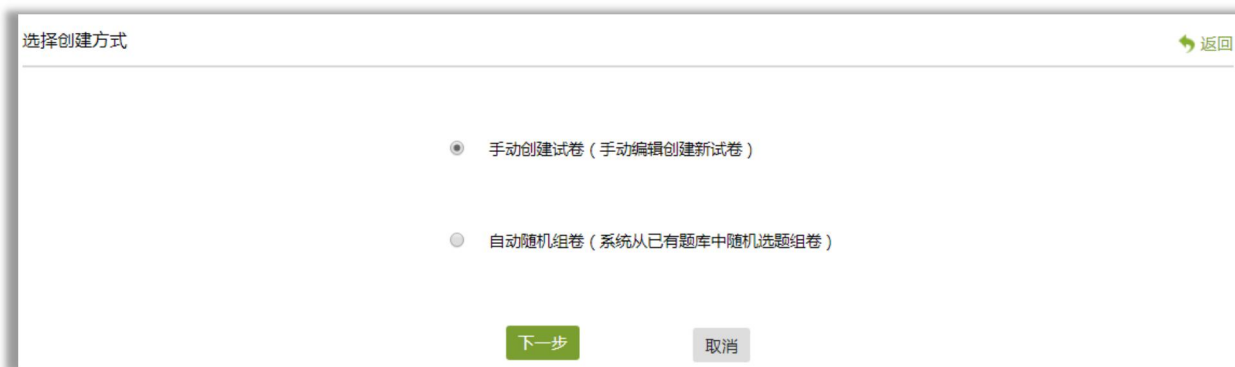 选择创建方式
返回
手动创建试卷（手动编辑创建新试卷）
自动随机组卷（系统从已有题库中随机选题组卷）
下一步
取消